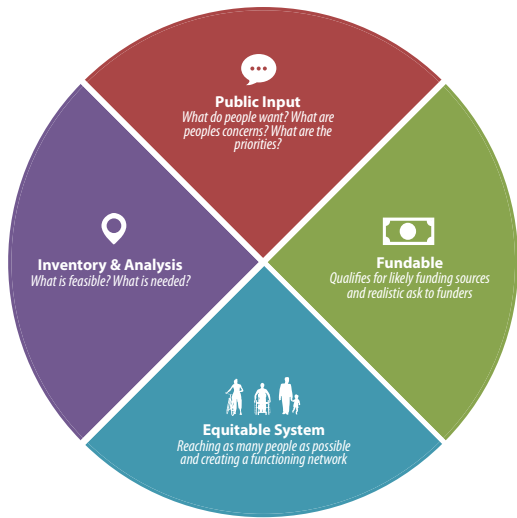 Public Input
What do people want? What are
peoples concerns? What are the
priorities?
Inventory & Analysis
What is feasible? What is needed?
Fundable
Qualifies for likely funding sources
and realistic ask to funders
Equitable System
Reaching as many people as possible
and creating a functioning network